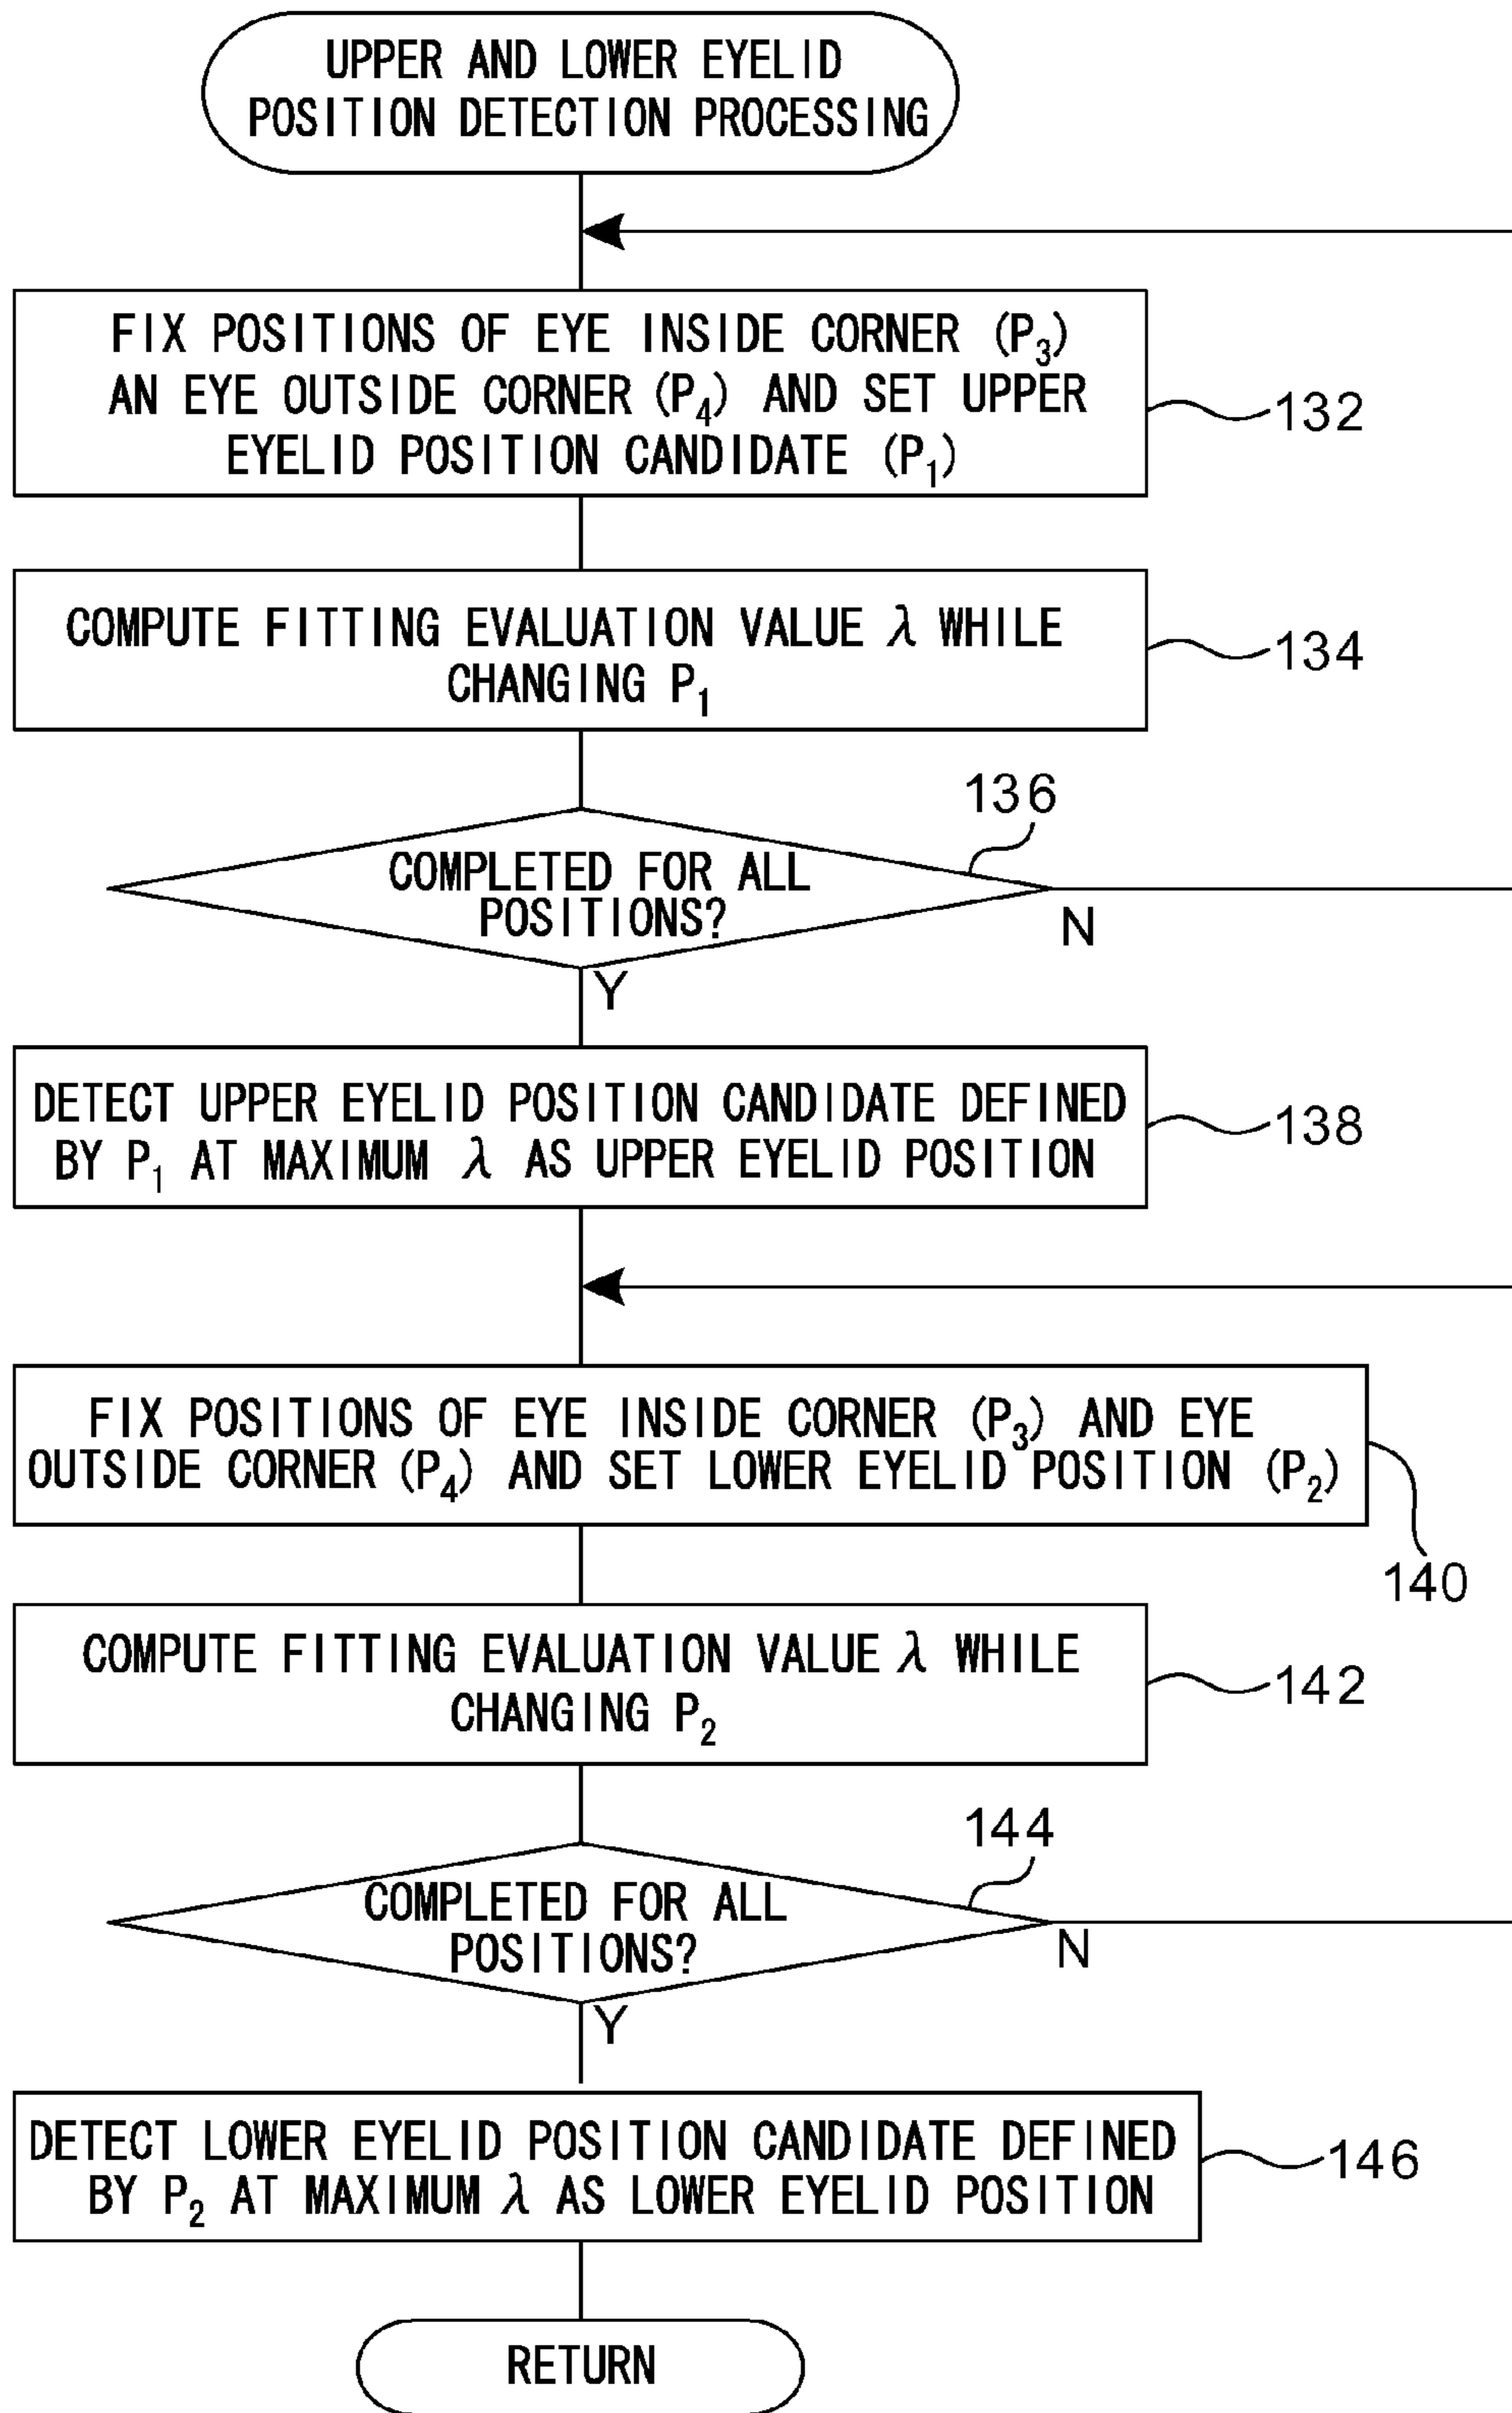 UPPER AND LOWER EYELID
POSITION DETECTION PROCESSING
FIX POSITIONS OF EYE INSIDE CORNER (P3)
AN EYE OUTSIDE CORNER (P4) AND SET UPPER
EYELID POSITION CANDIDATE (P1)
132
COMPUTE FITTING EVALUATION VALUE λ WHILE
CHANGING P1
134
136
COMPLETED FOR ALL
POSITIONS?
N
Y
DETECT UPPER EYELID POSITION CANDIDATE DEFINED
BY P1 AT MAXIMUM λ AS UPPER EYELID POSITION
138
FIX POSITIONS OF EYE INSIDE CORNER (P3) AND EYE
OUTSIDE CORNER (P4) AND SET LOWER EYELID POSITION (P2)
140
COMPUTE FITTING EVALUATION VALUE λ WHILE
CHANGING P2
142
144
COMPLETED FOR ALL
POSITIONS?
N
Y
DETECT LOWER EYELID POSITION CANDIDATE DEFINED
BY P2 AT MAXIMUM λ AS LOWER EYELID POSITION
146
RETURN